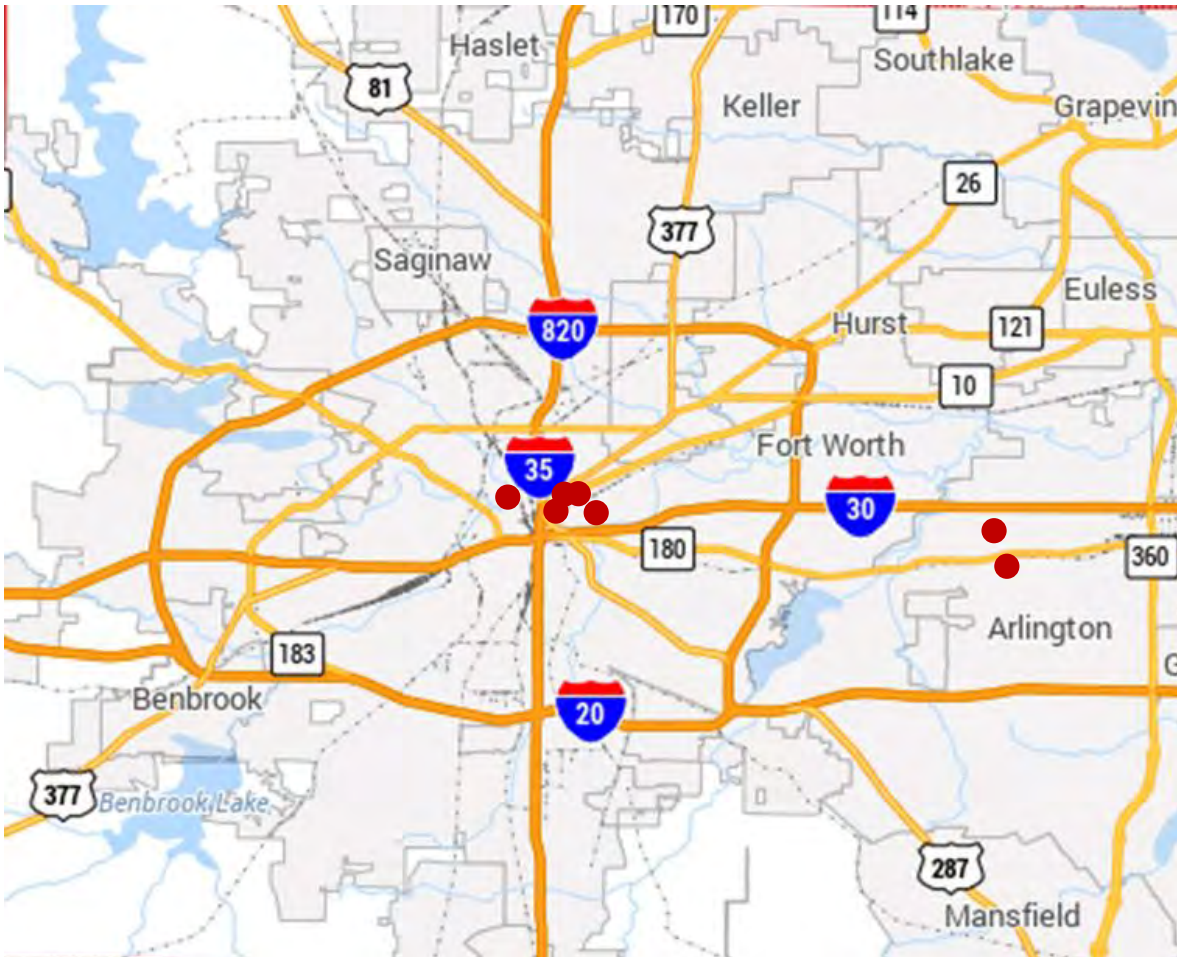 170
114
Haslet
Southlake
81
Keller
Grapevin
26
377
Saginaw
Euless
820
Hurst
121
10
Fort Worth
35
30
180
360
Arlington
183
G
Benbrook
20
377
Benbrook Lake
287
Mansfield